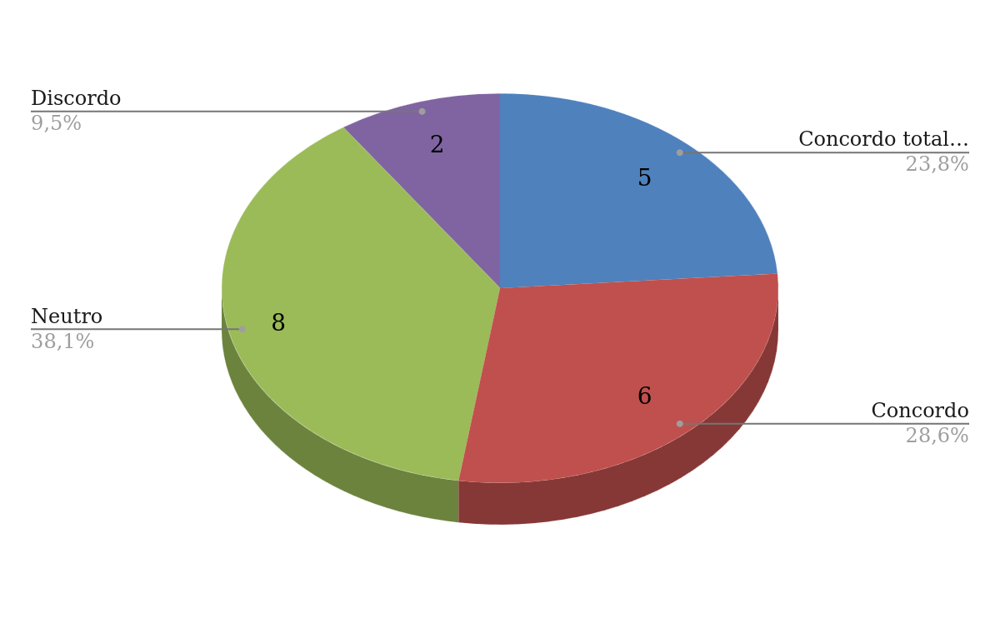 Discordo
9,5%
2
Concordo total…
23,8%
5
Neutro
38,1%
8
Concordo
28,6%
6